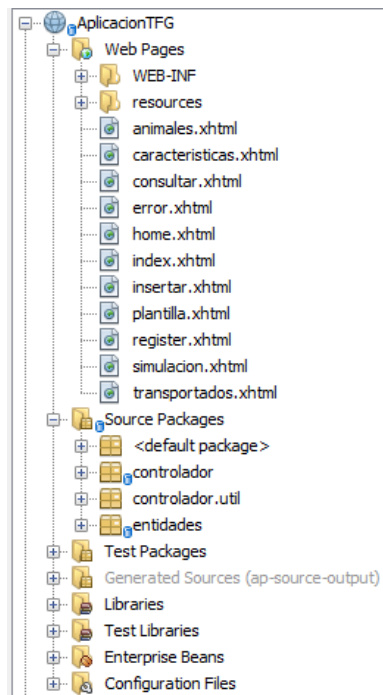 AplicacionTFG
Web Pages
WEB-INF
resources
animales.xhtml
caracteristicas.xhtml
consultar.xhtml
error.xhtml
home.xhtml
index.xhtml
insertar.xhtml
plantilla.xhtml
register.xhtml
simulacion.xhtml
transportados.xhtml
Source Packages
<default package>
controlador
controlador.util
entidades
Test Packages
Generated Sources (ap-source-output)
Libraries
Test Libraries
Enterprise Beans
Configuration Files